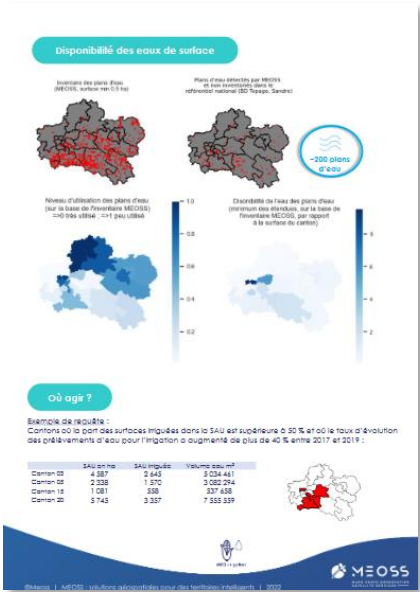 Disponibilité des eaux de surface
Inventaire des plans d'eau
(MEOSS, surface min 0.5 ha)
Plans d'eau détectés par MEOSS
et non inventoriés dans le
référentiel national (BD Topage, Sandre)
~200 plans
d'eau
Niveau d'utilisation des plans d'eau
(sur la base de l'inventaire MEOSS)
=>0 très utilisé ; =>1 peu utilisé
1.0
0.8
0.6
0.4
0.2
Disponibilité de l'eau des plans d'eau
(minimum des étendues, sur la base de
l'inventaire MEOSS, par rapport
à la surface du canton)
8
6
4
2
Où agir ?
Exemple de requête :
Cantons où la part des surfaces irriguées dans la SAU est supérieure à 50 % et où le taux d'évolution
des prélèvements d'eau pour l'irrigation a augmenté de plus de 40 % entre 2017 et 2019 :
SAU en ha SAU irriguée Volume eau m³
Canton 4 587 2 645 5 034 461
Canton 2 338 1 570 3 082 294
Canton 15 1 081 558 537 658
Canton 20 5 745 3 357 7 555 559
MEOSS
©Meoss | MEOSS : solutions géospatiales pour des territoires intelligents | 2022